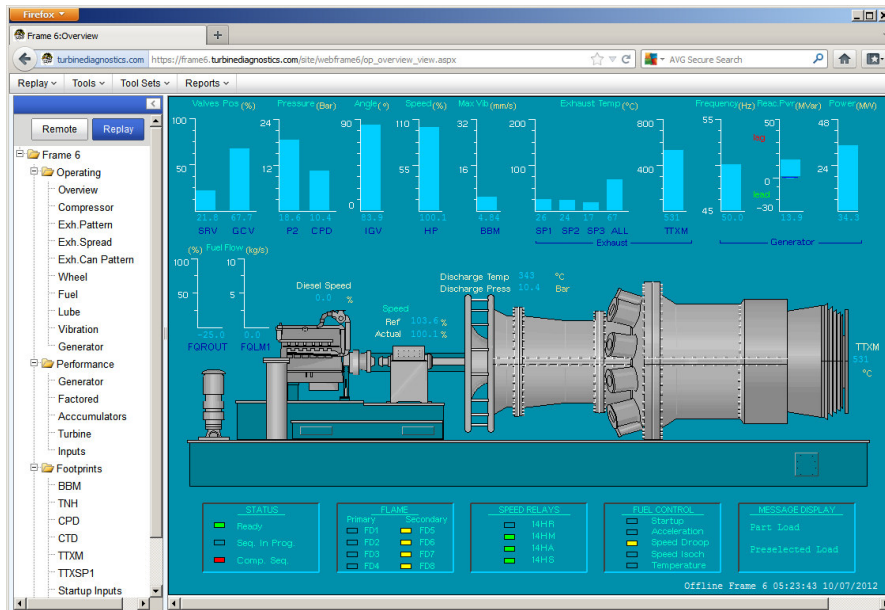 Firefox
Frame 6:Overview
turbinediagnostics.com https://frame6.turbinediagnostics.com/site/webframe6/op_overview_view.aspx
AVG Secure Search
Replay Tools Tool Sets Reports
Remote Replay
Frame 6
Operating
Overview
Compressor
Exh.Pattern
Exh.Spread
Exh.Can Pattern
Wheel
Fuel
Lube
Vibration
Generator
Performance
Generator
Factored
Acccumulators
Turbine
Inputs
Footprints
BBM
TNH
CPD
CTD
TTXM
TTXSP1
Startup Inputs
Valves Pos (%) Pressure (Bar) Angle (º) Speed (%) Max Vib (mm/s) Exhaust Temp (ºC) Frequency (Hz) Reac.Pwr (MVar) Power (MW)
100 24 90 110 32 200 800 55 50 48
lag
50 12 55 16 100 400 0 24
lead
0 45 -30
21.8 67.7 18.6 10.4 83.9 100.1 4.84 26 24 17 67 531 50.0 13.9 34.3
SRV GCV P2 CPD IGV HP BBM SP1 SP2 SP3 ALL TTXM
Exhaust Generator
(%) Fuel Flow (kg/s)
100 10
50 5
-25.0 0.0
FQROUT FQLM1
Diesel Speed
0.0 %
Speed
Ref 103.6 %
Actual 100.1 %
Discharge Temp 343 ºC
Discharge Press 10.4 Bar
TTXM
531
ºC
STATUS
Ready
Seq. In Prog.
Comp. Seq.
FLAME
Primary Secondary
FD1 FD5
FD2 FD6
FD3 FD7
FD4 FD8
SPEED RELAYS
14HR
14HM
14HA
14HS
FUEL CONTROL
Startup
Acceleration
Speed Droop
Speed Isoch
Temperature
MESSAGE DISPLAY
Part Load
Preselected Load
Offline Frame 6 05:23:43 10/07/2012